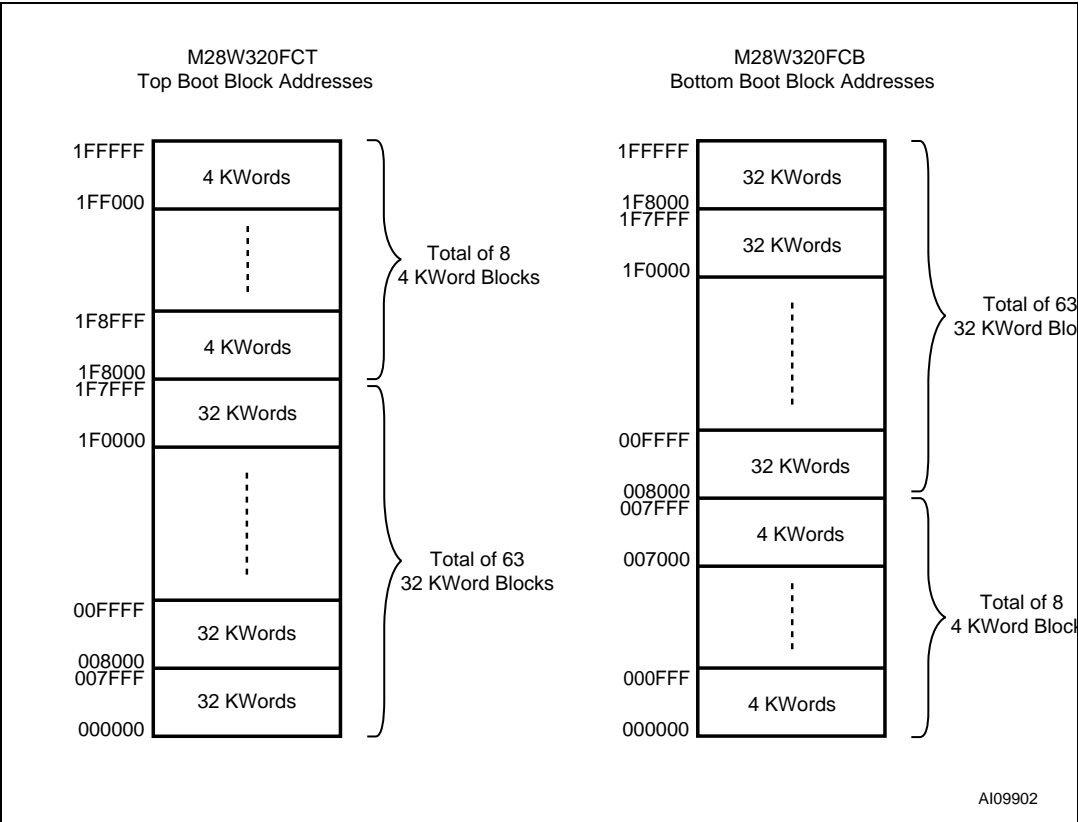 M28W320FCT
Top Boot Block Addresses
1FFFFF
4 KWords
1FF000
Total of 8
4 KWord Blocks
1F8FFF
4 KWords
1F8000
1F7FFF
32 KWords
1F0000
Total of 63
32 KWord Blocks
00FFFF
32 KWords
008000
007FFF
32 KWords
000000
M28W320FCB
Bottom Boot Block Addresses
1FFFFF
32 KWords
1F8000
1F7FFF
32 KWords
1F0000
Total of 63
32 KWord Blo
00FFFF
32 KWords
008000
007FFF
4 KWords
007000
Total of 8
4 KWord Block
000FFF
4 KWords
000000
AI09902